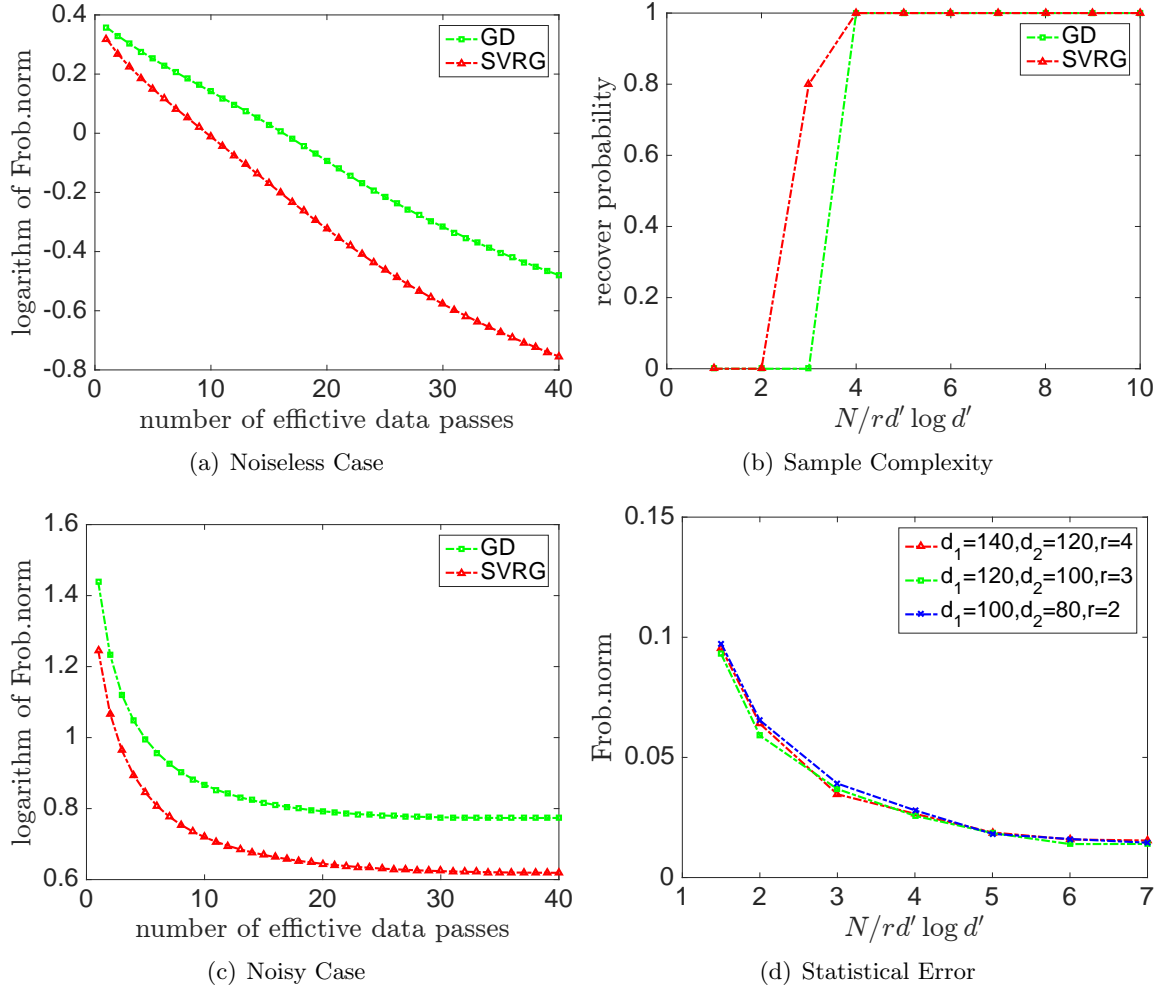 0.4
0.2
0
-0.2
-0.4
-0.6
-0.8
0
10
20
30
40
logarithm of Frob.norm
number of effictive data passes
GD
SVRG
(a) Noiseless Case
1
0.8
0.6
0.4
0.2
0
0
2
4
6
8
10
recover probability
N/rd′ log d′
GD
SVRG
(b) Sample Complexity
1.6
1.4
1.2
1
0.8
0.6
0
10
20
30
40
logarithm of Frob.norm
number of effictive data passes
GD
SVRG
(c) Noisy Case
0.15
0.1
0.05
0
1
2
3
4
5
6
7
Frob.norm
N/rd′ log d′
d₁=140,d₂=120,r=4
d₁=120,d₂=100,r=3
d₁=100,d₂=80,r=2
(d) Statistical Error